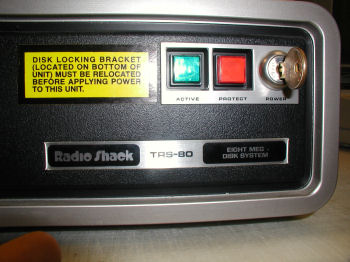 DISK LOCKING BRACKET
(LOCATED ON BOTTOM OF
UNIT) MUST BE RELOCATED
BEFORE APPLYING POWER
TO THIS UNIT.
ACTIVE PROTECT POWER
Radio Shack TRS-80 EIGHT MEG
DISK SYSTEM